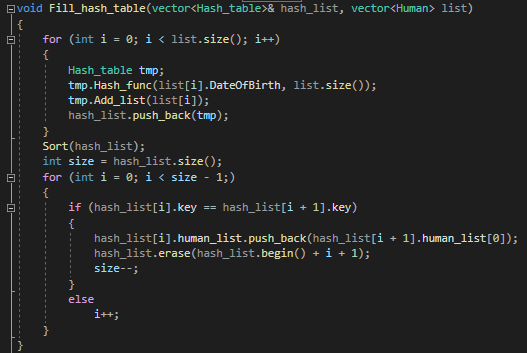 void Fill_hash_table(vector<Hash_table>& hash_list, vector<Human> list)
{
    for (int i = 0; i < list.size(); i++)
    {
        Hash_table tmp;
        tmp.Hash_func(list[i].DateOfBirth, list.size());
        tmp.Add_list(list[i]);
        hash_list.push_back(tmp);
    }
    Sort(hash_list);
    int size = hash_list.size();
    for (int i = 0; i < size - 1;)
    {
        if (hash_list[i].key == hash_list[i + 1].key)
        {
            hash_list[i].human_list.push_back(hash_list[i + 1].human_list[0]);
            hash_list.erase(hash_list.begin() + i + 1);
            size--;
        }
        else
            i++;
    }
}